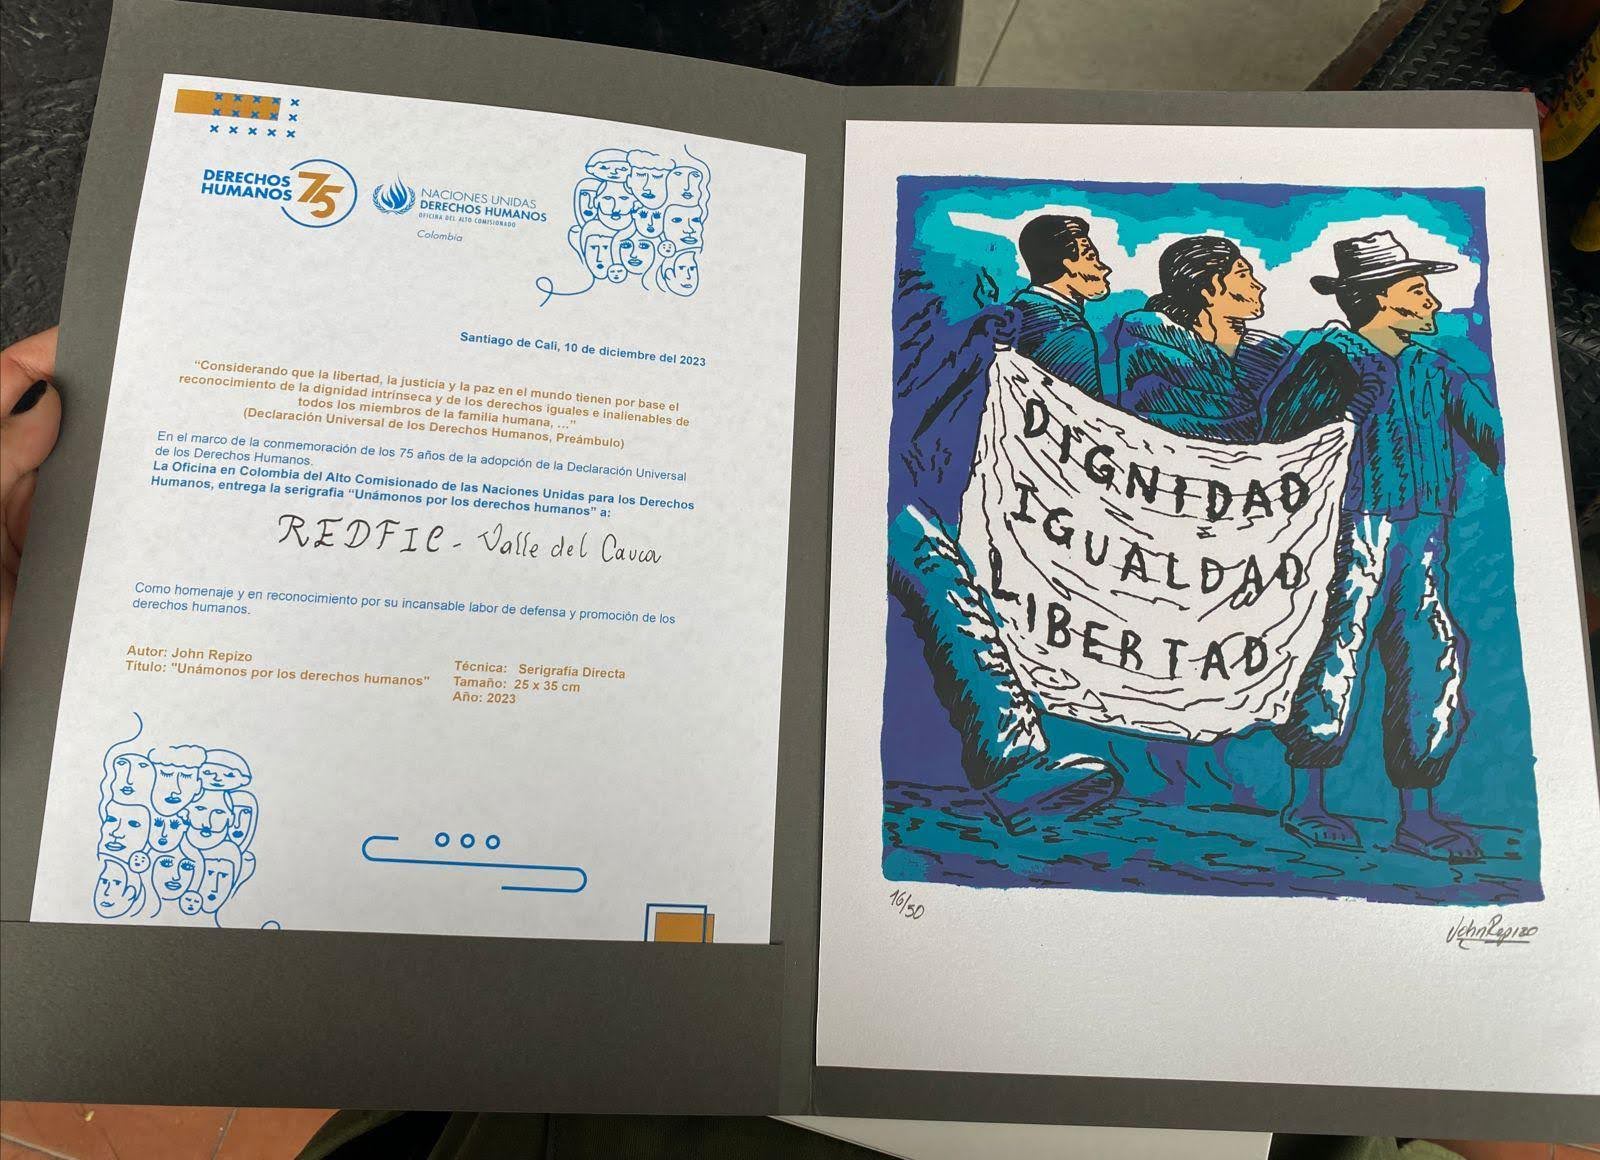 DERECHOS
HUMANOS 75
NACIONES UNIDAS
DERECHOS HUMANOS
OFICINA DEL ALTO COMISIONADO
Colombia
Santiago de Cali, 10 de diciembre del 2023
“Considerando que la libertad, la justicia y la paz en el mundo tienen por base el
reconocimiento de la dignidad intrínseca y de los derechos iguales e inalienables de
todos los miembros de la familia humana, …”
(Declaración Universal de los Derechos Humanos, Preámbulo)
En el marco de la conmemoración de los 75 años de la adopción de la Declaración Universal
de los Derechos Humanos.
La Oficina en Colombia del Alto Comisionado de las Naciones Unidas para los Derechos
Humanos, entrega la serigrafia “Unámonos por los derechos humanos” a:
REDFIC - Valle del Cauca
Como homenaje y en reconocimiento por su incansable labor de defensa y promoción de los
derechos humanos.
Autor: John Repizo
Título: "Unámonos por los derechos humanos"
Técnica: Serigrafía Directa
Tamaño: 25 x 35 cm
Año: 2023
DIGNIDAD
IGUALDAD
LIBERTAD
16/50
John Repizo